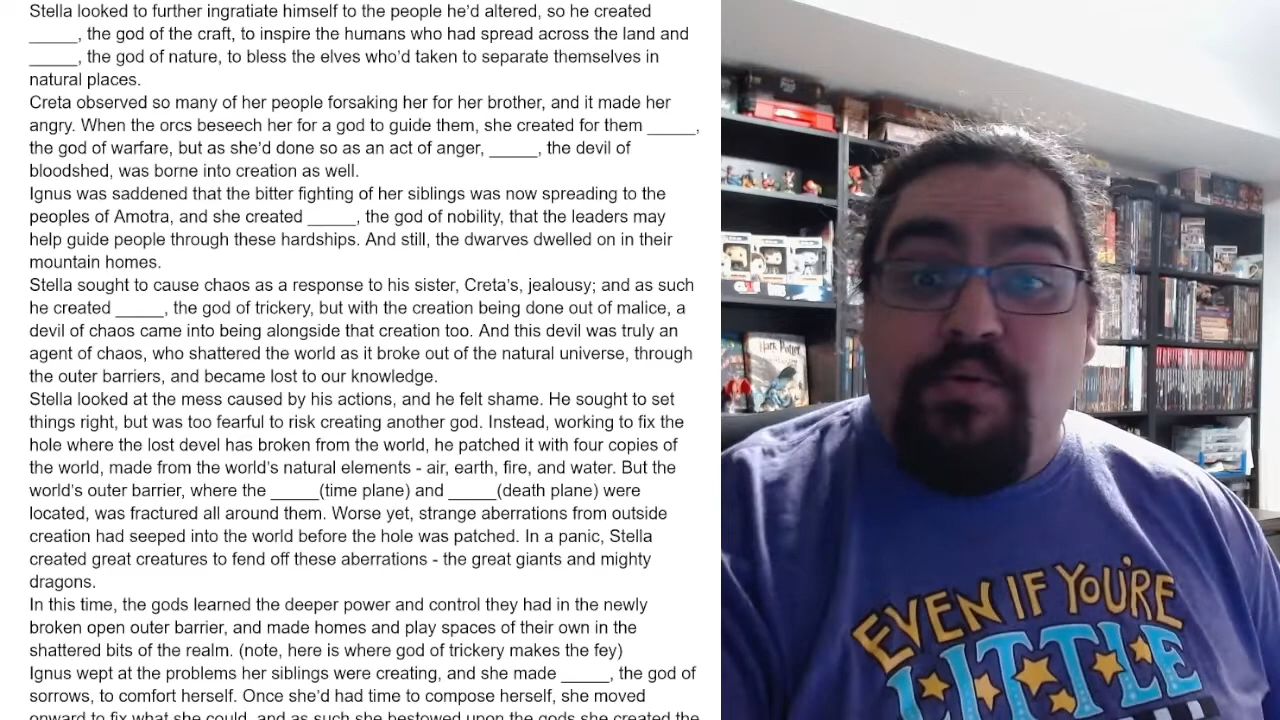 Stella looked to further ingratiate himself to the people he'd altered, so he created
_____, the god of the craft, to inspire the humans who had spread across the land and
_____, the god of nature, to bless the elves who'd taken to separate themselves in
natural places.
Creta observed so many of her people forsaking her for her brother, and it made her
angry. When the orcs beseech her for a god to guide them, she created for them _____,
the god of warfare, but as she'd done so as an act of anger, _____, the devil of
bloodshed, was borne into creation as well.
Ignus was saddened that the bitter fighting of her siblings was now spreading to the
peoples of Amotra, and she created _____, the god of nobility, that the leaders may
help guide people through these hardships. And still, the dwarves dwelled on in their
mountain homes.
Stella sought to cause chaos as a response to his sister, Creta's, jealousy; and as such
he created _____, the god of trickery, but with the creation being done out of malice, a
devil of chaos came into being alongside that creation too. And this devil was truly an
agent of chaos, who shattered the world as it broke out of the natural universe, through
the outer barriers, and became lost to our knowledge.
Stella looked at the mess caused by his actions, and he felt shame. He sought to set
things right, but was too fearful to risk creating another god. Instead, working to fix the
hole where the lost devel has broken from the world, he patched it with four copies of
the world, made from the world's natural elements - air, earth, fire, and water. But the
world's outer barrier, where the _____(time plane) and _____(death plane) were
located, was fractured all around them. Worse yet, strange aberrations from outside
creation had seeped into the world before the hole was patched. In a panic, Stella
created great creatures to fend off these aberrations - the great giants and mighty
dragons.
In this time, the gods learned the deeper power and control they had in the newly
broken open outer barrier, and made homes and play spaces of their own in the
shattered bits of the realm. (note, here is where god of trickery makes the fey)
Ignus wept at the problems her siblings were creating, and she made _____, the god of
sorrows, to comfort herself. Once she'd had time to compose herself, she moved
onward to fix what she could, and as such she bestowed upon the gods she created the
Harry Potter
EVEN IF YOU'RE
LITTLE